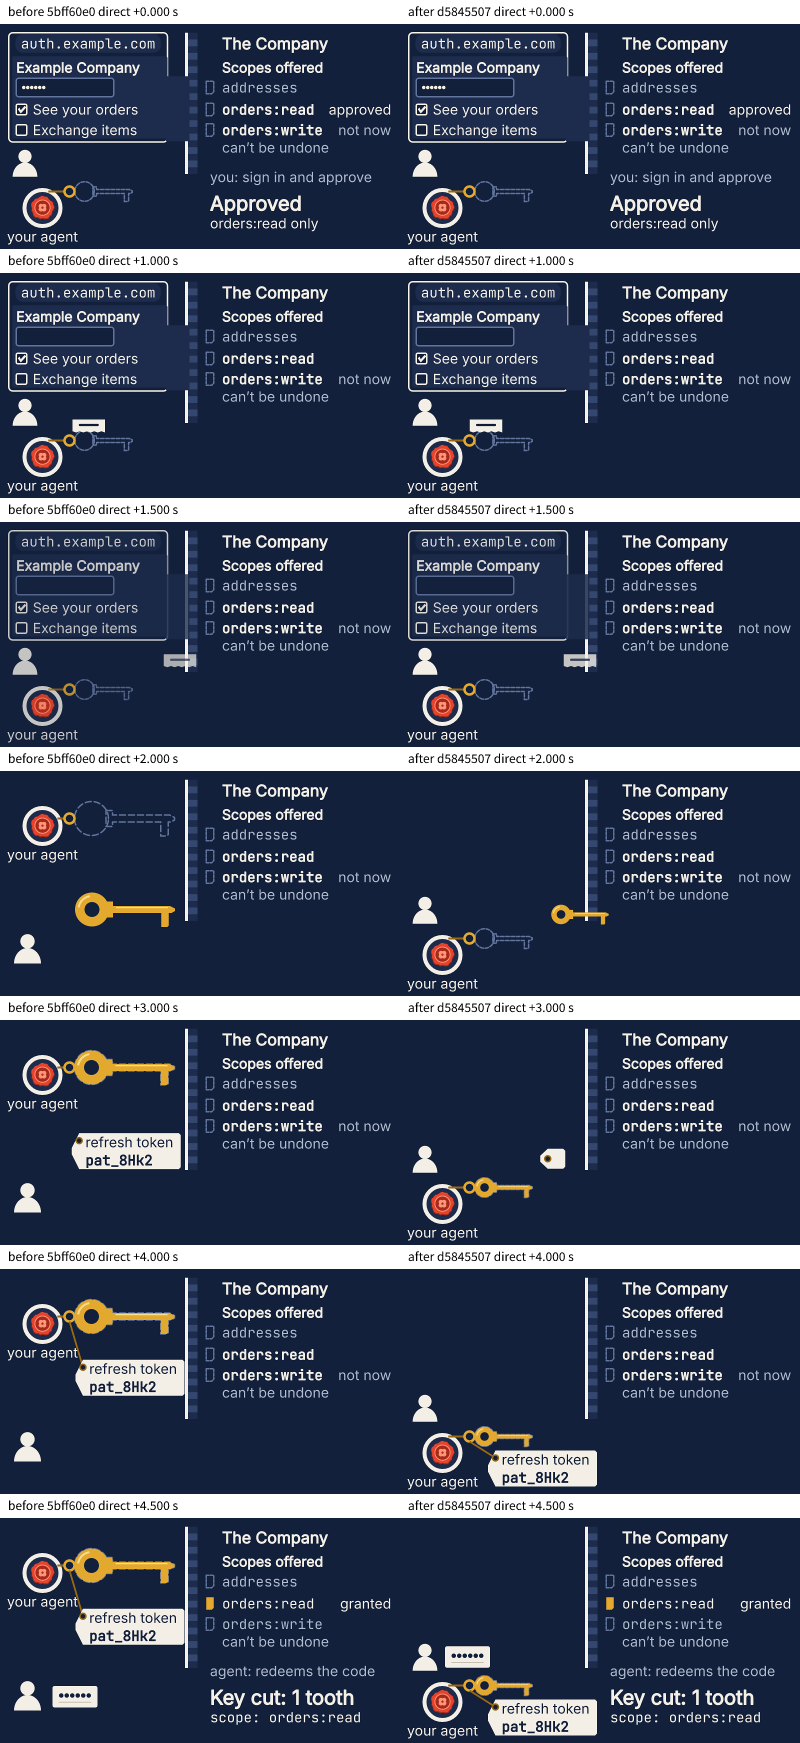 before 5bff60e0 direct +0.000 s
auth.example.com
Example Company
••••••
See your orders
Exchange items
your agent
The Company
Scopes offered
addresses
orders:read approved
orders:write not now
can't be undone
you: sign in and approve
Approved
orders:read only
after d5845507 direct +0.000 s
auth.example.com
Example Company
••••••
See your orders
Exchange items
your agent
The Company
Scopes offered
addresses
orders:read approved
orders:write not now
can't be undone
you: sign in and approve
Approved
orders:read only
before 5bff60e0 direct +1.000 s
auth.example.com
Example Company
See your orders
Exchange items
your agent
The Company
Scopes offered
addresses
orders:read
orders:write not now
can't be undone
after d5845507 direct +1.000 s
auth.example.com
Example Company
See your orders
Exchange items
your agent
The Company
Scopes offered
addresses
orders:read
orders:write not now
can't be undone
before 5bff60e0 direct +1.500 s
auth.example.com
Example Company
See your orders
Exchange items
your agent
The Company
Scopes offered
addresses
orders:read
orders:write not now
can't be undone
after d5845507 direct +1.500 s
auth.example.com
Example Company
See your orders
Exchange items
your agent
The Company
Scopes offered
addresses
orders:read
orders:write not now
can't be undone
before 5bff60e0 direct +2.000 s
your agent
The Company
Scopes offered
addresses
orders:read
orders:write not now
can't be undone
after d5845507 direct +2.000 s
your agent
The Company
Scopes offered
addresses
orders:read
orders:write not now
can't be undone
before 5bff60e0 direct +3.000 s
your agent
refresh token
pat_8Hk2
The Company
Scopes offered
addresses
orders:read
orders:write not now
can't be undone
after d5845507 direct +3.000 s
your agent
The Company
Scopes offered
addresses
orders:read
orders:write not now
can't be undone
before 5bff60e0 direct +4.000 s
your agent
refresh token
pat_8Hk2
The Company
Scopes offered
addresses
orders:read
orders:write not now
can't be undone
after d5845507 direct +4.000 s
refresh token
pat_8Hk2
your agent
The Company
Scopes offered
addresses
orders:read
orders:write not now
can't be undone
before 5bff60e0 direct +4.500 s
your agent
refresh token
pat_8Hk2
••••••
The Company
Scopes offered
addresses
orders:read granted
orders:write
can't be undone
agent: redeems the code
Key cut: 1 tooth
scope: orders:read
after d5845507 direct +4.500 s
••••••
refresh token
pat_8Hk2
your agent
The Company
Scopes offered
addresses
orders:read granted
orders:write
can't be undone
agent: redeems the code
Key cut: 1 tooth
scope: orders:read